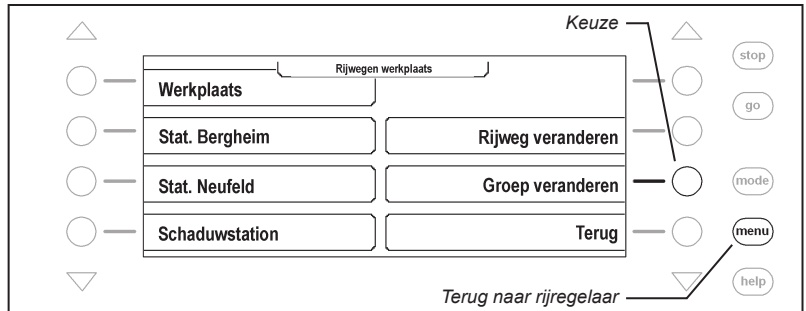 Keuze
stop
Rijwegen werkplaats
Werkplaats
go
Stat. Bergheim
Rijweg veranderen
Stat. Neufeld
Groep veranderen
mode
Schaduwstation
Terug
menu
help
Terug naar rijregelaar